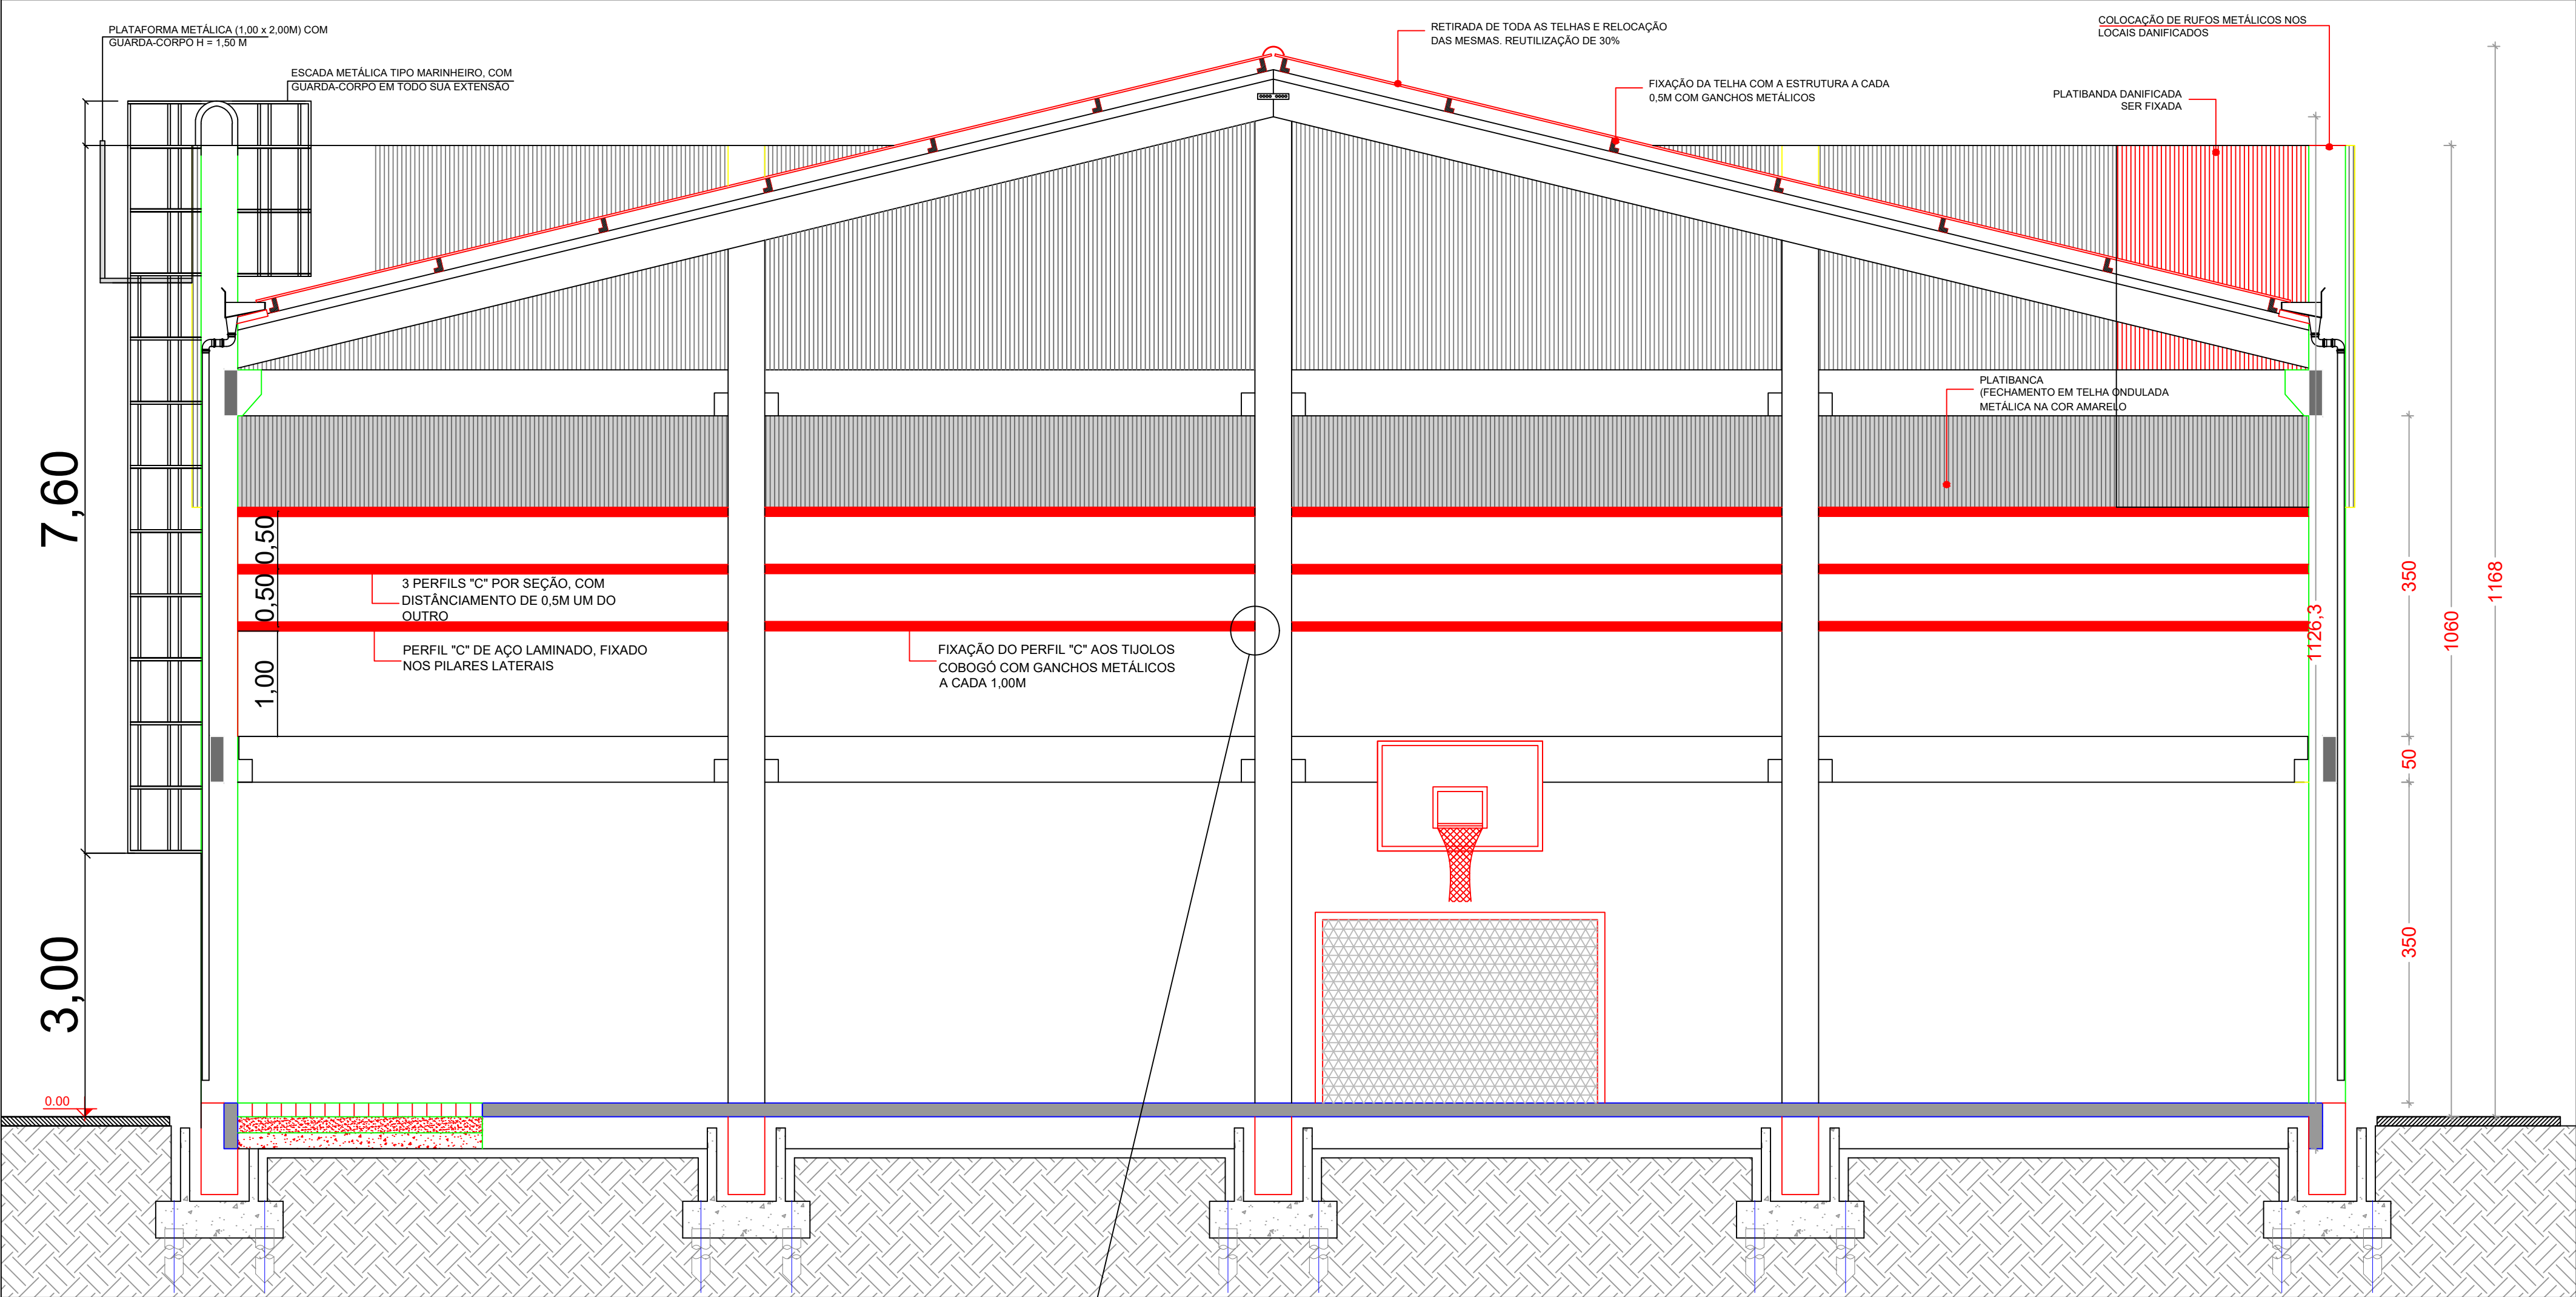 PLATAFORMA METÁLICA (1,00 x 2,00M) COM
GUARDA-CORPO H = 1,50 M
ESCADA METÁLICA TIPO MARINHEIRO, COM
GUARDA-CORPO EM TODO SUA EXTENSÃO
RETIRADA DE TODA AS TELHAS E RELOCAÇÃO
DAS MESMAS. REUTILIZAÇÃO DE 30%
FIXAÇÃO DA TELHA COM A ESTRUTURA A CADA
0,5M COM GANCHOS METÁLICOS
COLOCAÇÃO DE RUFOS METÁLICOS NOS
LOCAIS DANIFICADOS
PLATIBANDA DANIFICADA
SER FIXADA
PLATIBANCA
(FECHAMENTO EM TELHA ONDULADA
METÁLICA NA COR AMARELO
7,60
3,00
0.00
0,50
0,50
1,00
3 PERFILS "C" POR SEÇÃO, COM
DISTÂNCIAMENTO DE 0,5M UM DO
OUTRO
PERFIL "C" DE AÇO LAMINADO, FIXADO
NOS PILARES LATERAIS
FIXAÇÃO DO PERFIL "C" AOS TIJOLOS
COBOGÓ COM GANCHOS METÁLICOS
A CADA 1,00M
1126,3
350
50
350
1060
1168